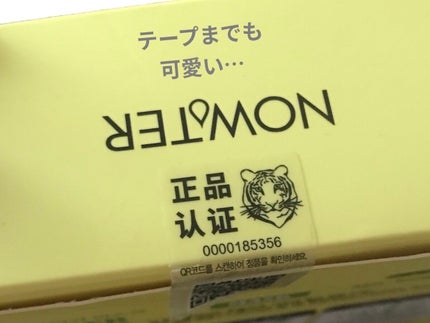 テープまでも
可愛い…
NOWATER
正品
认证
0000185356
QR코드를 스캔하여 정품을 확인하세요